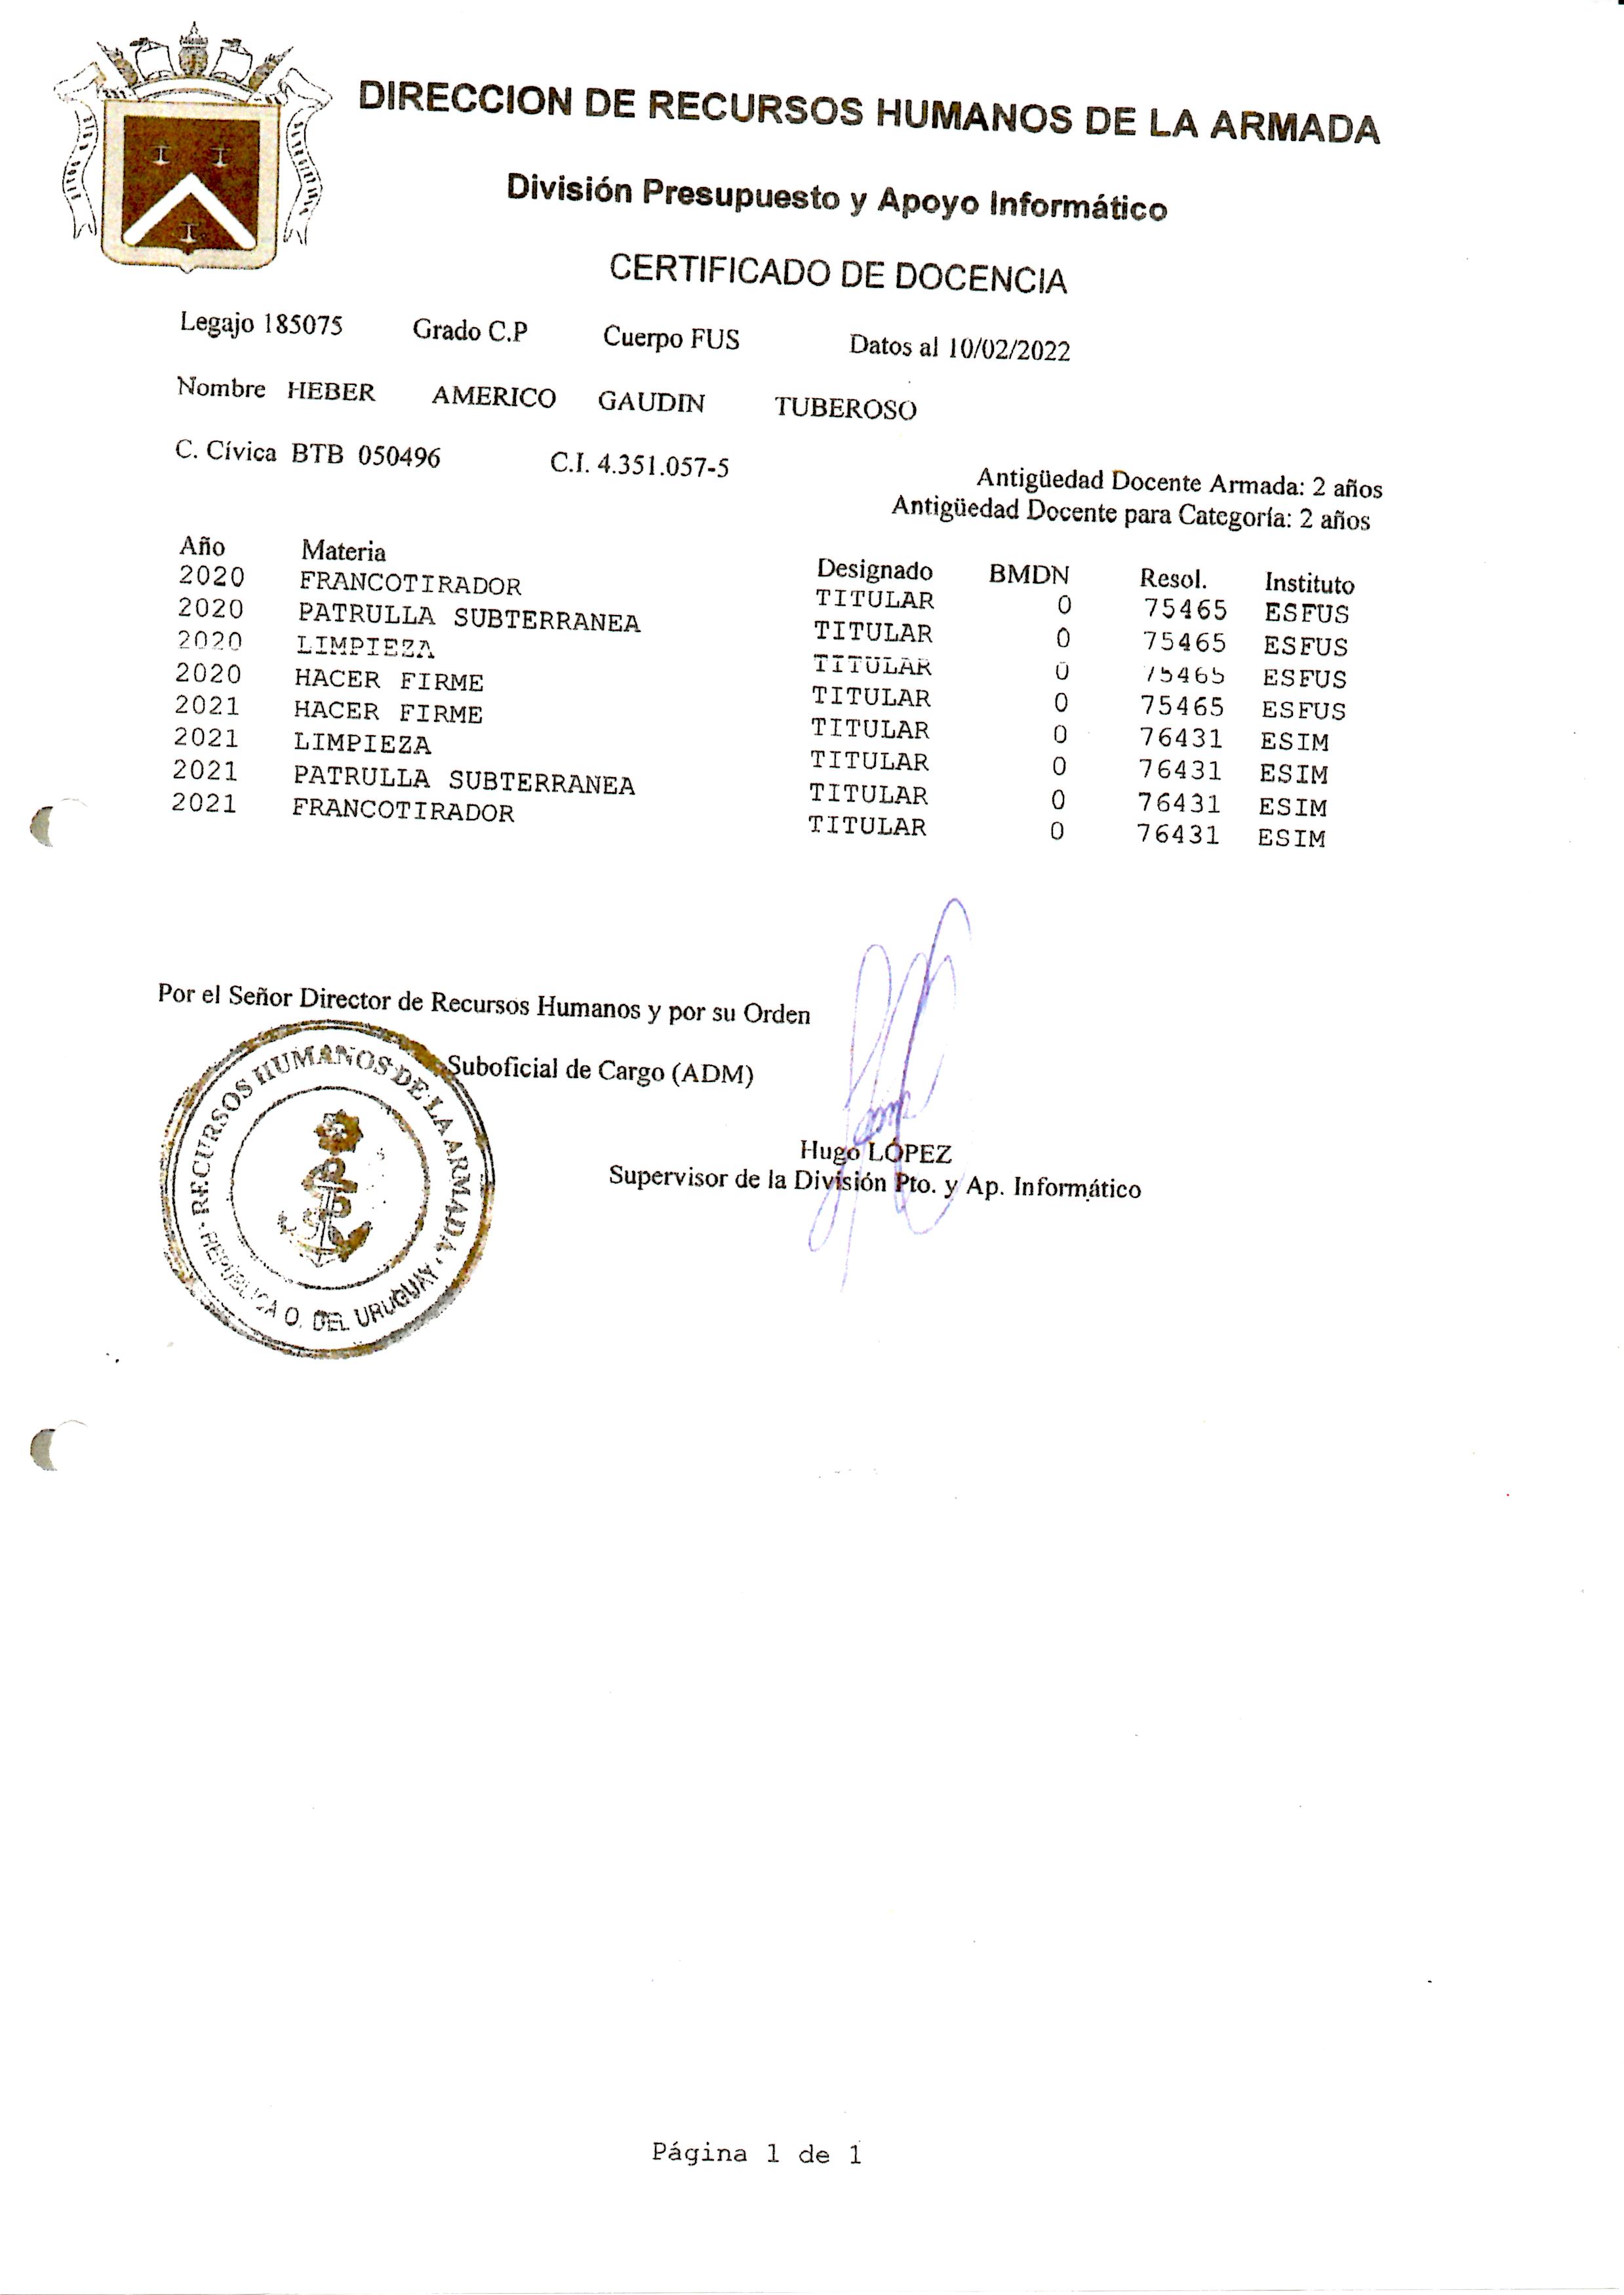 DIRECCION DE RECURSOS HUMANOS DE LA ARMADA
División Presupuesto y Apoyo Informático
CERTIFICADO DE DOCENCIA
Legajo 185075 Grado C.P Cuerpo FUS Datos al 10/02/2022
Nombre HEBER AMERICO GAUDIN TUBEROSO
C. Cívica BTB 050496 C.I. 4.351.057-5
Antigüedad Docente Armada: 2 años
Antigüedad Docente para Categoría: 2 años
Año Materia Designado BMDN Resol. Instituto
2020 FRANCOTIRADOR TITULAR 0 75465 ESFUS
2020 PATRULLA SUBTERRANEA TITULAR 0 75465 ESFUS
2020 LIMPIEZA TITULAR 0 75465 ESFUS
2020 HACER FIRME TITULAR 0 75465 ESFUS
2021 HACER FIRME TITULAR 0 76431 ESIM
2021 LIMPIEZA TITULAR 0 76431 ESIM
2021 PATRULLA SUBTERRANEA TITULAR 0 76431 ESIM
2021 FRANCOTIRADOR TITULAR 0 76431 ESIM
Por el Señor Director de Recursos Humanos y por su Orden
Suboficial de Cargo (ADM)
Hugo LÓPEZ
Supervisor de la División Pto. y Ap. Informático
· RECURSOS HUMANOS DE LA ARMADA ·
REPÚBLICA O. DEL URUGUAY
Página 1 de 1